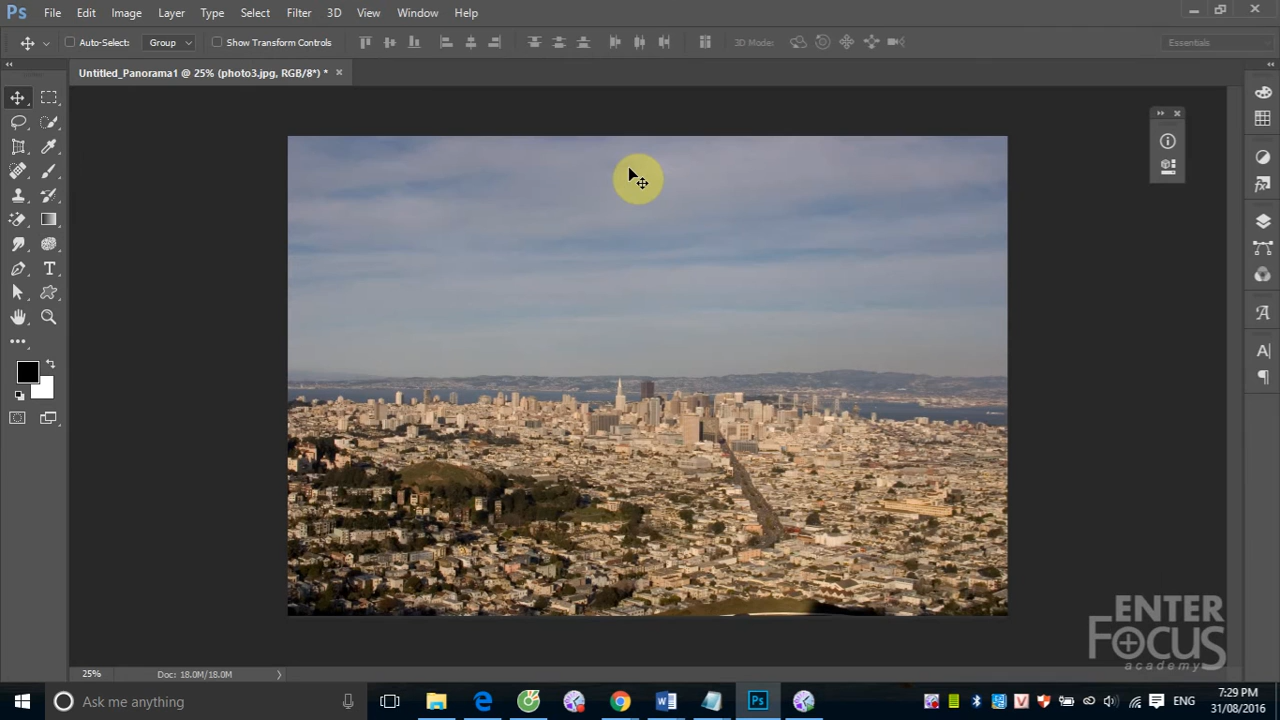 Ps File Edit Image Layer Type Select Filter 3D View Window Help
Auto-Select: Group Show Transform Controls 3D Mode: Essentials
Untitled_Panorama1 @ 25% (photo3.jpg, RGB/8*) * ×
T
A
A
25% Doc: 18.0M/18.0M
ENTER
FOCUS
academy
Ask me anything
Ps
ENG
7:29 PM
31/08/2016